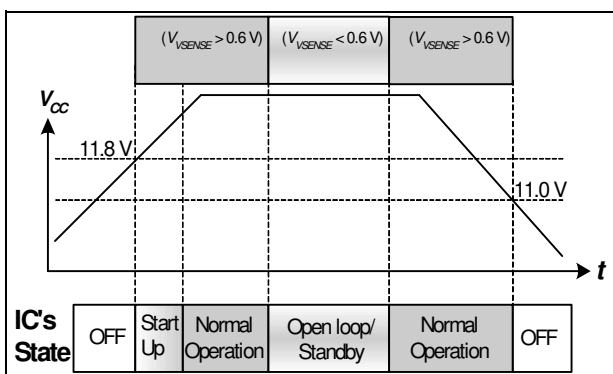 (VVSENSE > 0.6 V) (VVSENSE < 0.6 V) (VVSENSE > 0.6 V)
VCC
11.8 V
11.0 V
t
IC's State
OFF
Start Up
Normal Operation
Open loop/ Standby
Normal Operation
OFF